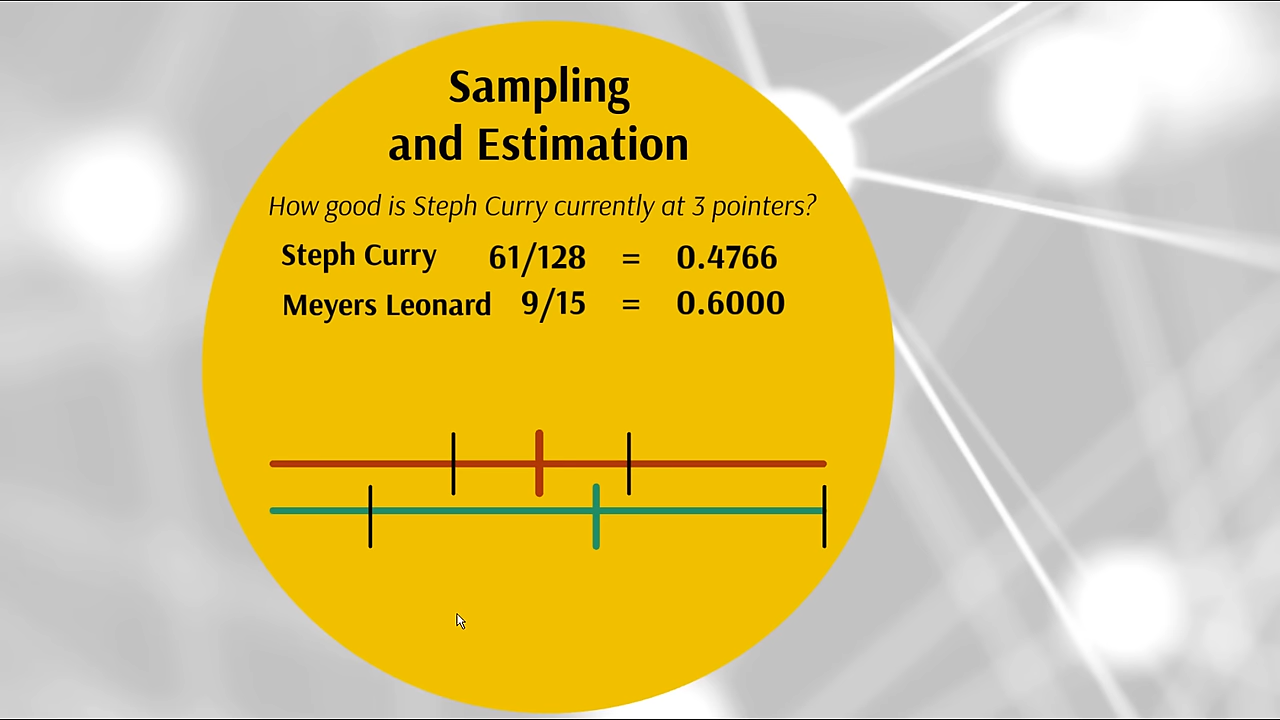 Sampling
and Estimation
How good is Steph Curry currently at 3 pointers?
Steph Curry 61/128 = 0.4766
Meyers Leonard 9/15 = 0.6000